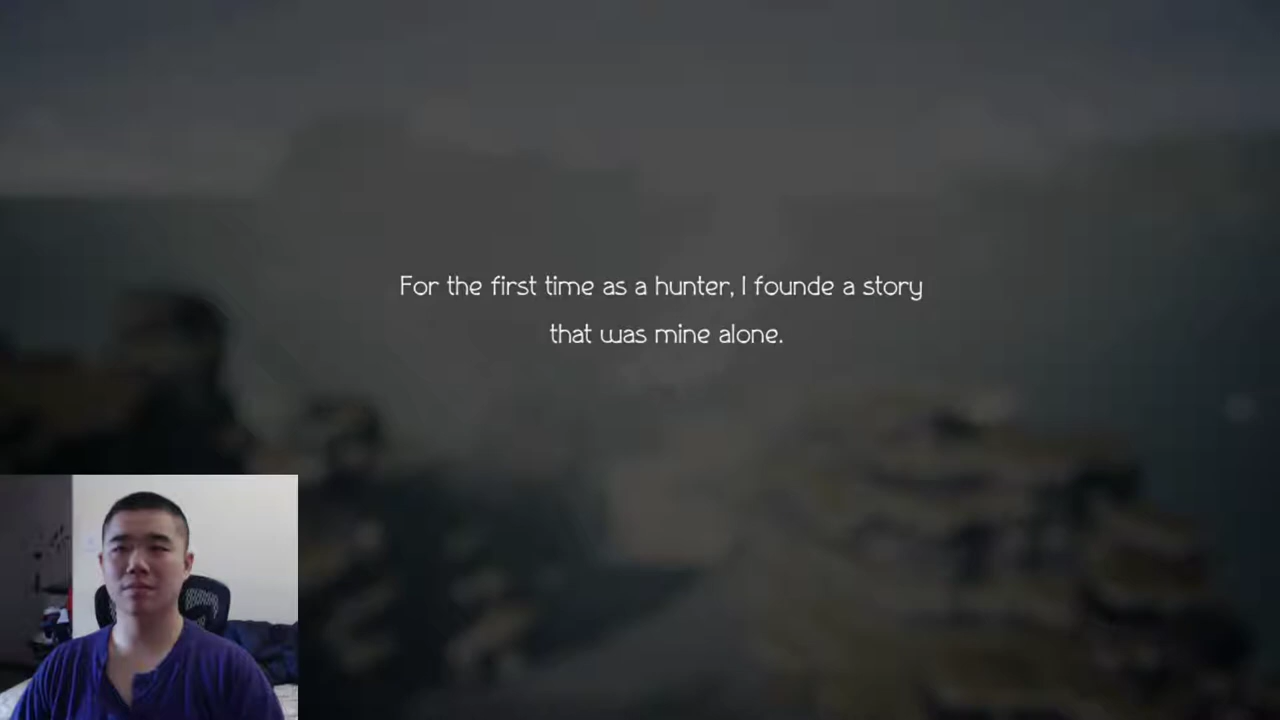 For the first time as a hunter, I founde a story
that was mine alone.